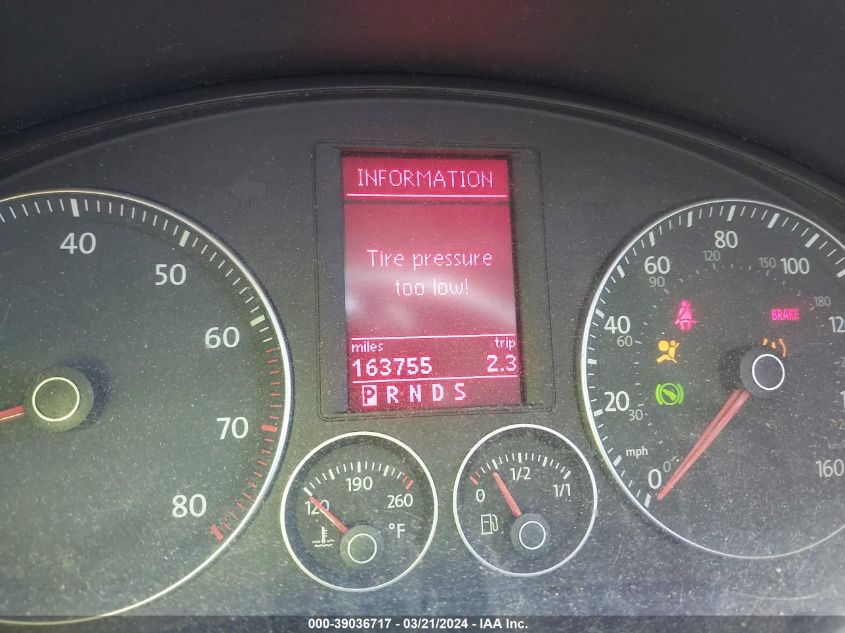 INFORMATION
Tire pressure
too low!
miles trip
163755 2.3
P R N D S
40
50
60
70
80
120 190 260
°F
0 1/2 1/1
0 20 40 60 80 100
mph
0 30 60 90 120 150 180
160
BRAKE
000-39036717 - 03/21/2024 - IAA Inc.